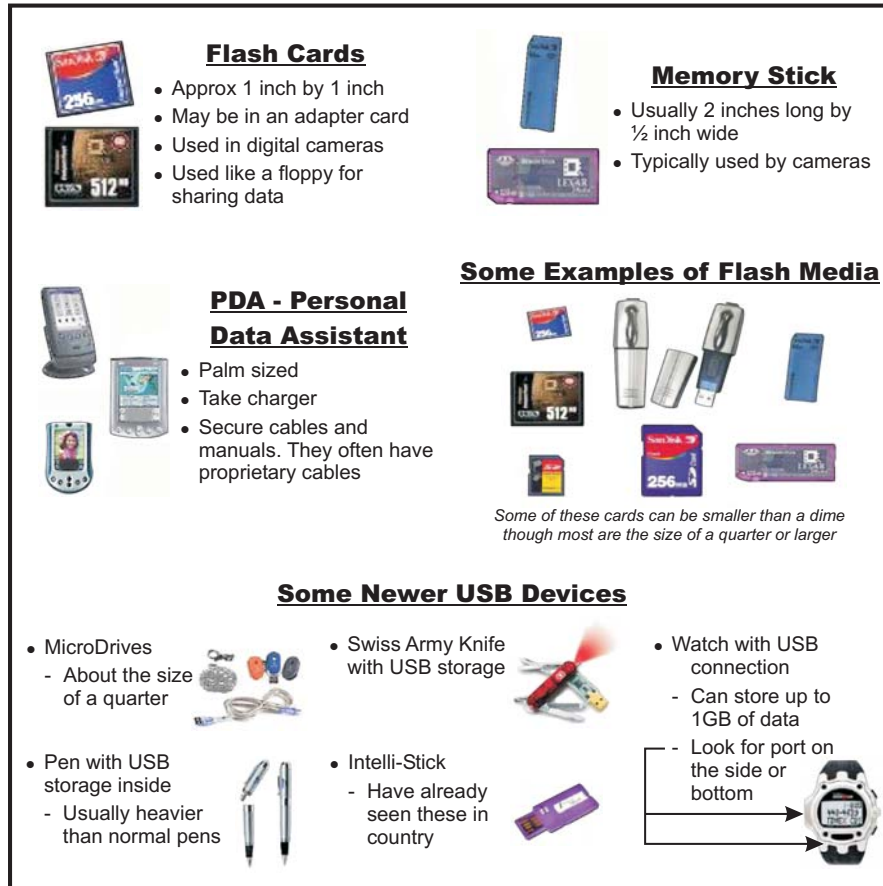 Flash Cards
• Approx 1 inch by 1 inch
• May be in an adapter card
• Used in digital cameras
• Used like a floppy for
sharing data
SanDisk
256MB
512MB
Memory Stick
• Usually 2 inches long by
½ inch wide
• Typically used by cameras
LEXAR
PDA - Personal
Data Assistant
• Palm sized
• Take charger
• Secure cables and
manuals. They often have
proprietary cables
Some Examples of Flash Media
512MB
SanDisk
256MB
LEXAR
Some of these cards can be smaller than a dime
though most are the size of a quarter or larger
Some Newer USB Devices
• MicroDrives
- About the size
of a quarter
• Swiss Army Knife
with USB storage
• Watch with USB
connection
- Can store up to
1GB of data
- Look for port on
the side or
bottom
• Pen with USB
storage inside
- Usually heavier
than normal pens
• Intelli-Stick
- Have already
seen these in
country